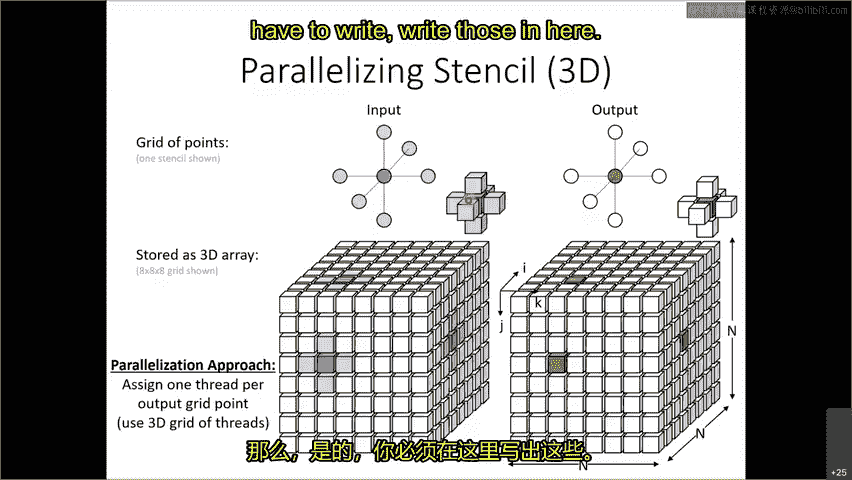 have to write, write those in here.
Parallelizing Stencil (3D)
Input
Output
Grid of points:
(one stencil shown)
Stored as 3D array:
(8x8x8 grid shown)
i
k
j
N
N
N
Parallelization Approach:
Assign one thread per
output grid point
(use 3D grid of threads)
那么，是的，你必须在这里写出这些。
+25